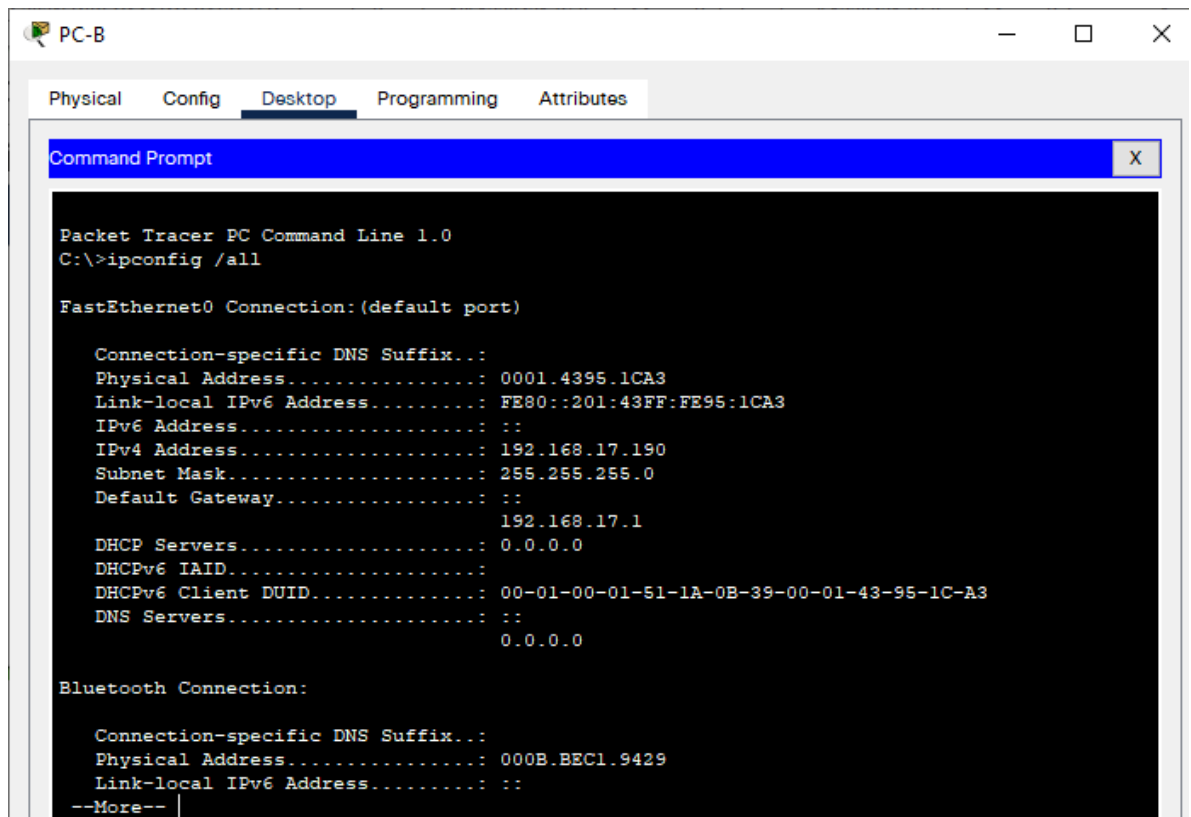 PC-B
Physical Config Desktop Programming Attributes
Command Prompt
X
Packet Tracer PC Command Line 1.0
C:\>ipconfig /all
FastEthernet0 Connection:(default port)
Connection-specific DNS Suffix..:
Physical Address................: 0001.4395.1CA3
Link-local IPv6 Address.........: FE80::201:43FF:FE95:1CA3
IPv6 Address....................: ::
IPv4 Address....................: 192.168.17.190
Subnet Mask.....................: 255.255.255.0
Default Gateway.................: ::
192.168.17.1
DHCP Servers....................: 0.0.0.0
DHCPv6 IAID.....................:
DHCPv6 Client DUID..............: 00-01-00-01-51-1A-0B-39-00-01-43-95-1C-A3
DNS Servers.....................: ::
0.0.0.0
Bluetooth Connection:
Connection-specific DNS Suffix..:
Physical Address................: 000B.BEC1.9429
Link-local IPv6 Address.........: ::
--More--